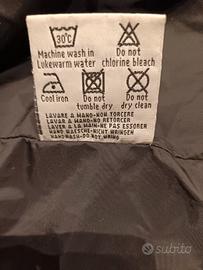 30°C
Machine wash in
Lukewarm water
Do not
chlorine bleach
Cool iron
Do not
tumble dry
Do not
dry clean
LAVARE A MANO-NON TORCERE
LAVAR A MANO-NO RETORCER
LAVER A LA MAIN-NE PAS ESSORER
HAND WAESCHE-NICHT WRINGEN
HANDWASH-DO NOT WRING
subito